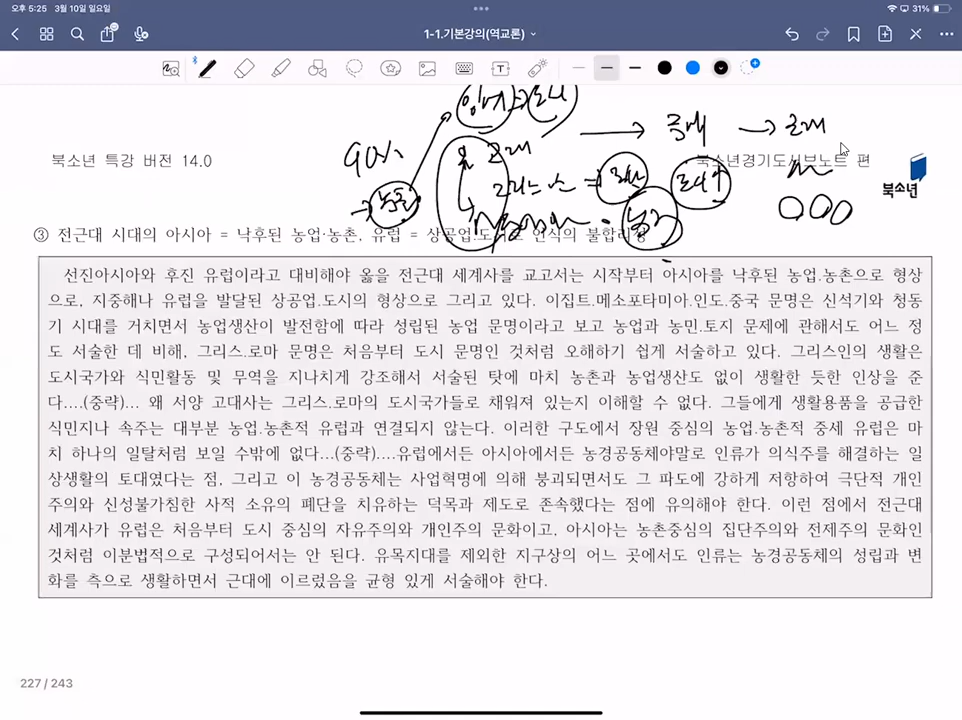 오후 5:25 3월 10일 일요일
31%
1-1.기본강의(역교론)
90%
고대
중세 → 근대
북소년 특강 버전 14.0
북소년경기도서브노트 편
북소년
③ 전근대 시대의 아시아 = 낙후된 농업·농촌, 유럽 = 상공업.도시로 인식의 불합리성
선진아시아와 후진 유럽이라고 대비해야 옳을 전근대 세계사를 교과서는 시작부터 아시아를 낙후된 농업.농촌으로 형상
으로, 지중해나 유럽을 발달된 상공업.도시의 형상으로 그리고 있다. 이집트.메소포타미아.인도.중국 문명은 신석기와 청동
기 시대를 거치면서 농업생산이 발전함에 따라 성립된 농업 문명이라고 보고 농업과 농민.토지 문제에 관해서도 어느 정
도 서술한 데 비해, 그리스.로마 문명은 처음부터 도시 문명인 것처럼 오해하기 쉽게 서술하고 있다. 그리스인의 생활은
도시국가와 식민활동 및 무역을 지나치게 강조해서 서술된 탓에 마치 농촌과 농업생산도 없이 생활한 듯한 인상을 준
다....(중략)... 왜 서양 고대사는 그리스.로마의 도시국가들로 채워져 있는지 이해할 수 없다. 그들에게 생활용품을 공급한
식민지나 속주는 대부분 농업.농촌적 유럽과 연결되지 않는다. 이러한 구도에서 장원 중심의 농업.농촌적 중세 유럽은 마
치 하나의 일탈처럼 보일 수밖에 없다...(중략)....유럽에서든 아시아에서든 농경공동체야말로 인류가 의식주를 해결하는 일
상생활의 토대였다는 점, 그리고 이 농경공동체는 사업혁명에 의해 붕괴되면서도 그 파도에 강하게 저항하여 극단적 개인
주의와 신성불가침한 사적 소유의 폐단을 치유하는 덕목과 제도로 존속했다는 점에 유의해야 한다. 이런 점에서 전근대
세계사가 유럽은 처음부터 도시 중심의 자유주의와 개인주의 문화이고, 아시아는 농촌중심의 집단주의와 전제주의 문화인
것처럼 이분법적으로 구성되어서는 안 된다. 유목지대를 제외한 지구상의 어느 곳에서도 인류는 농경공동체의 성립과 변
화를 축으로 생활하면서 근대에 이르렀음을 균형 있게 서술해야 한다.
227 / 243